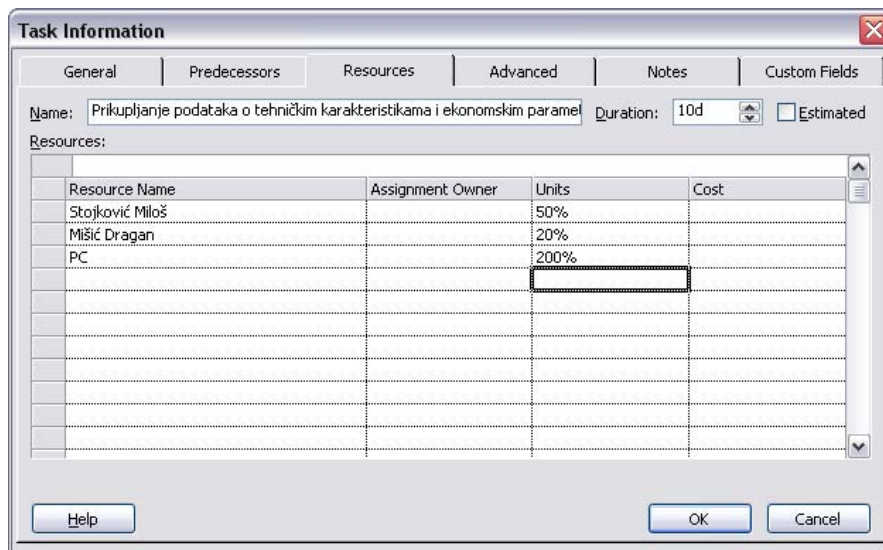 Task Information
General Predecessors Resources Advanced Notes Custom Fields
Name: Prikupljanje podataka o tehničkim karakteristikama i ekonomskim Duration: 10d Estimated
Resources:
Resource Name Assignment Owner Units Cost
Stojković Miloš 50%
Mišić Dragan 20%
PC 200%
Help OK Cancel